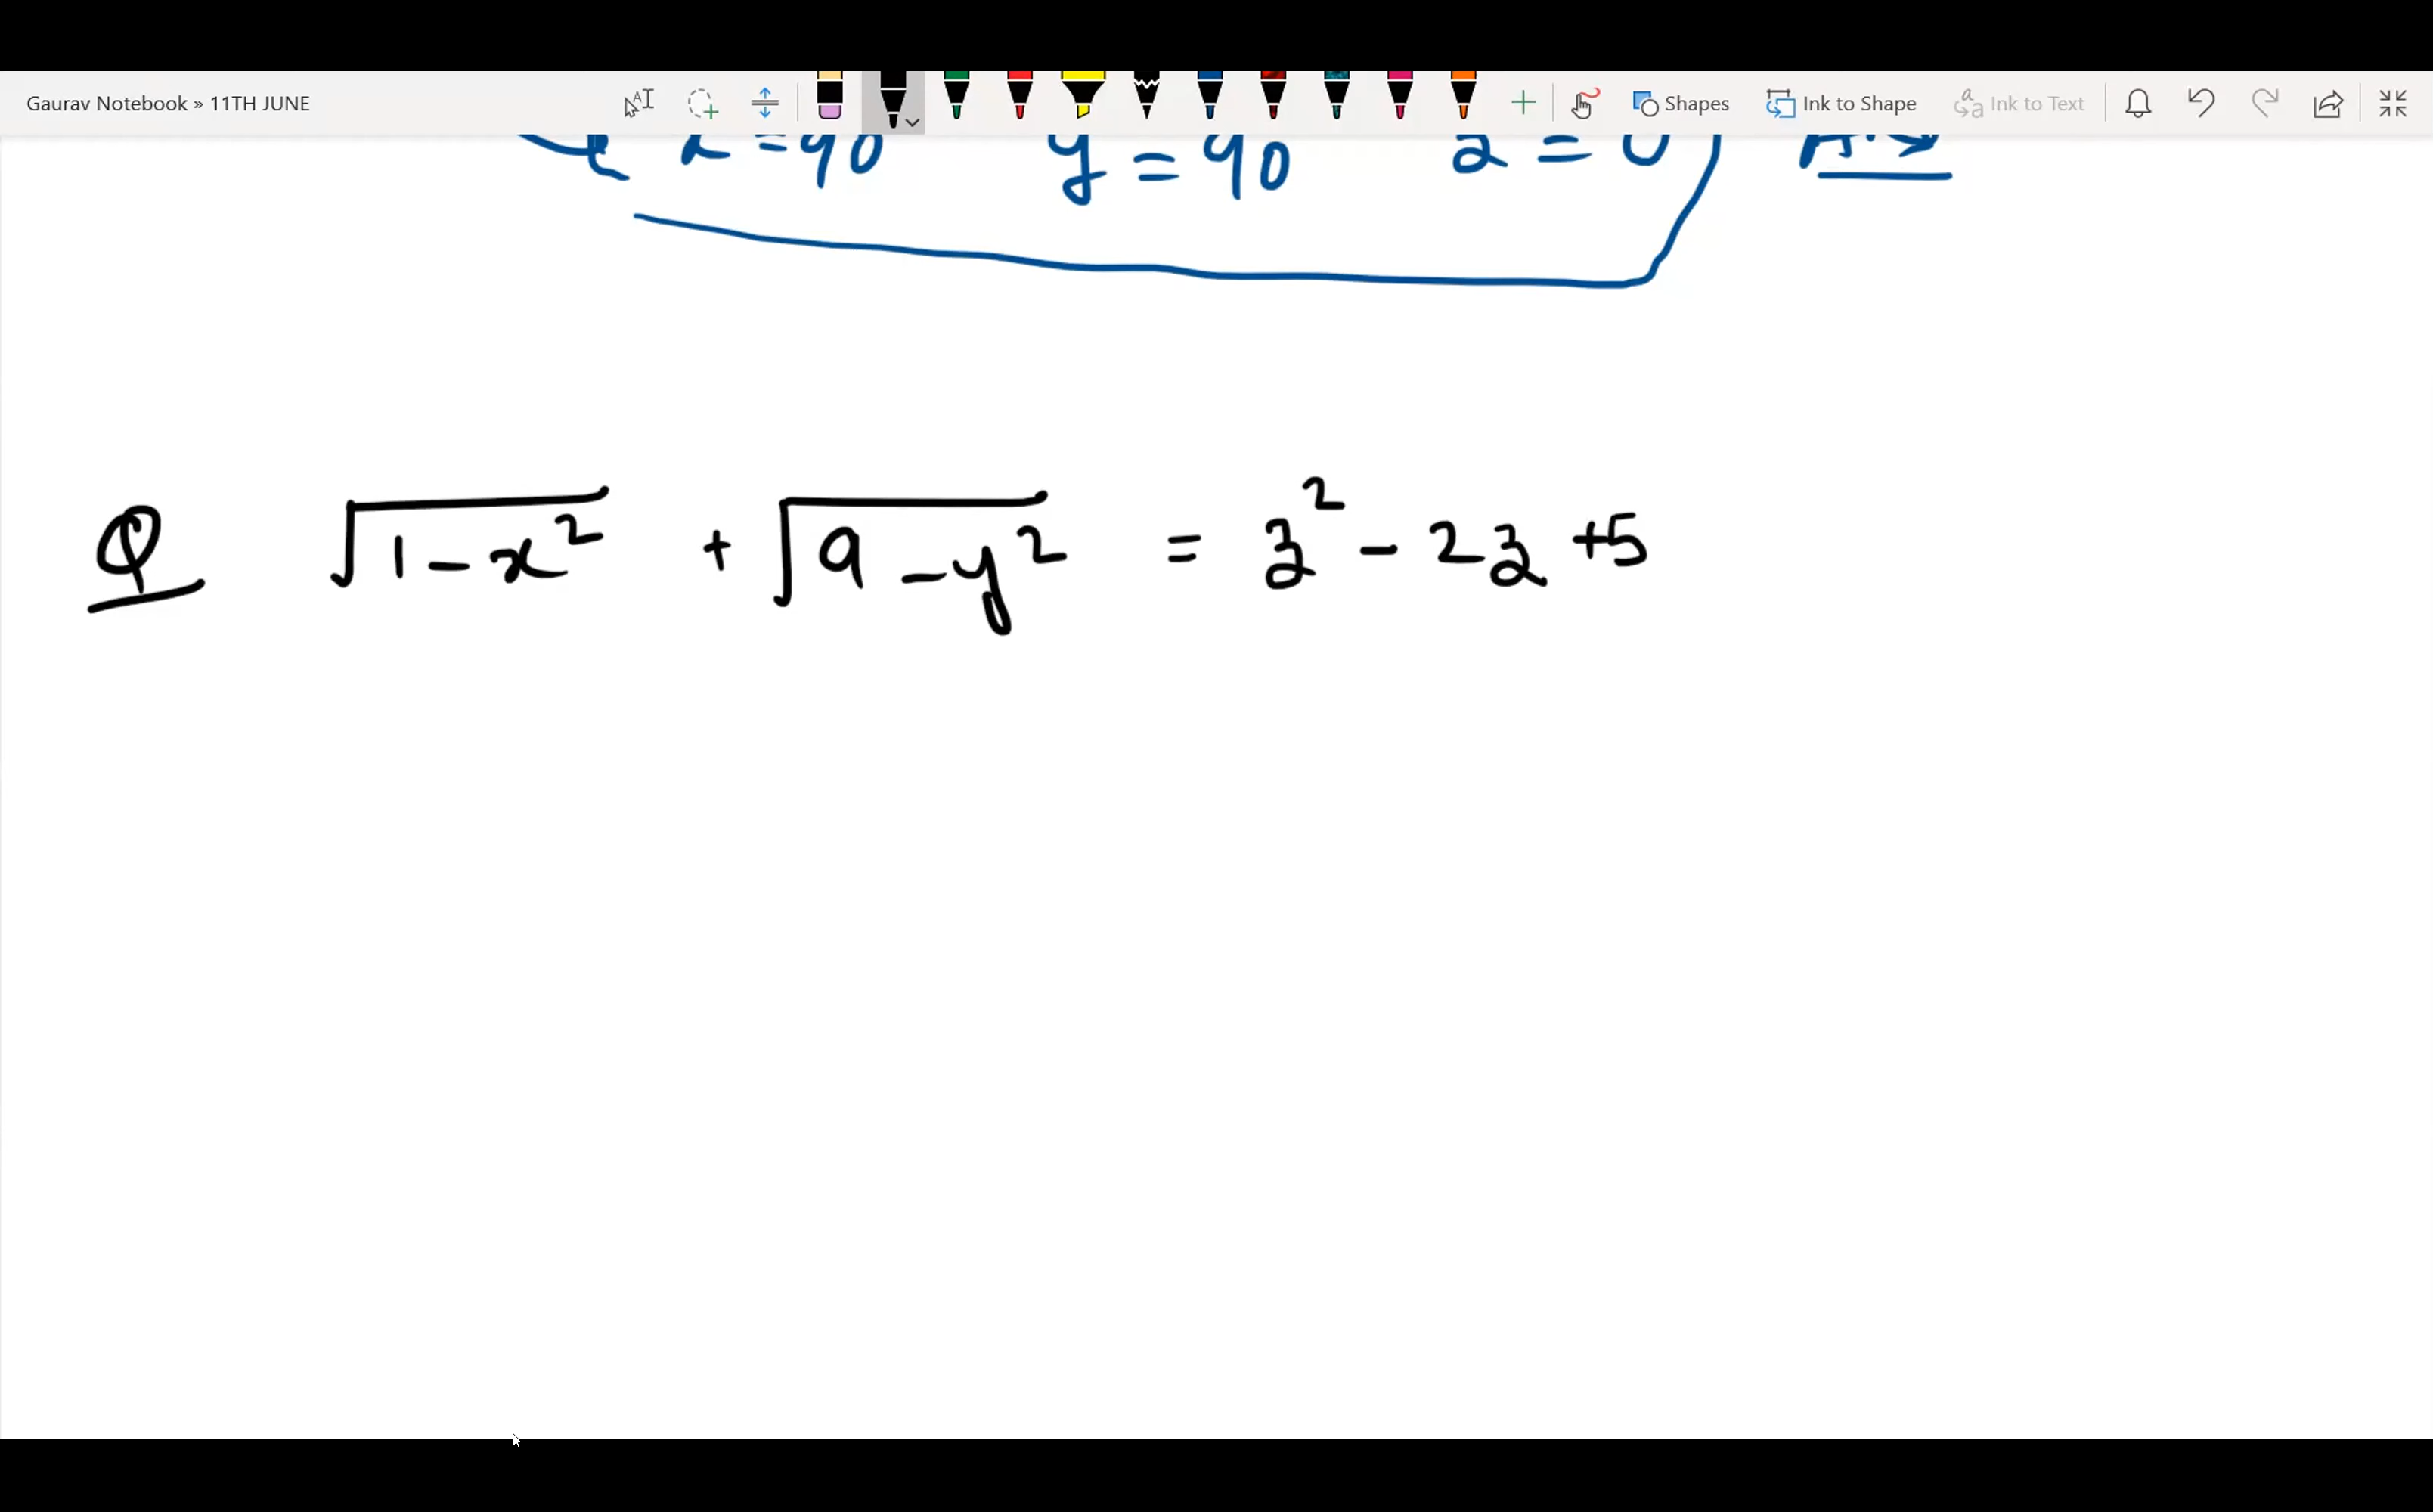 Gaurav Notebook » 11TH JUNE Shapes Ink to Shape Ink to Text
x = 90 y = 90 z = 0 Ans
Q √(1 - x²) + √(9 - y²) = z² - 2z + 5